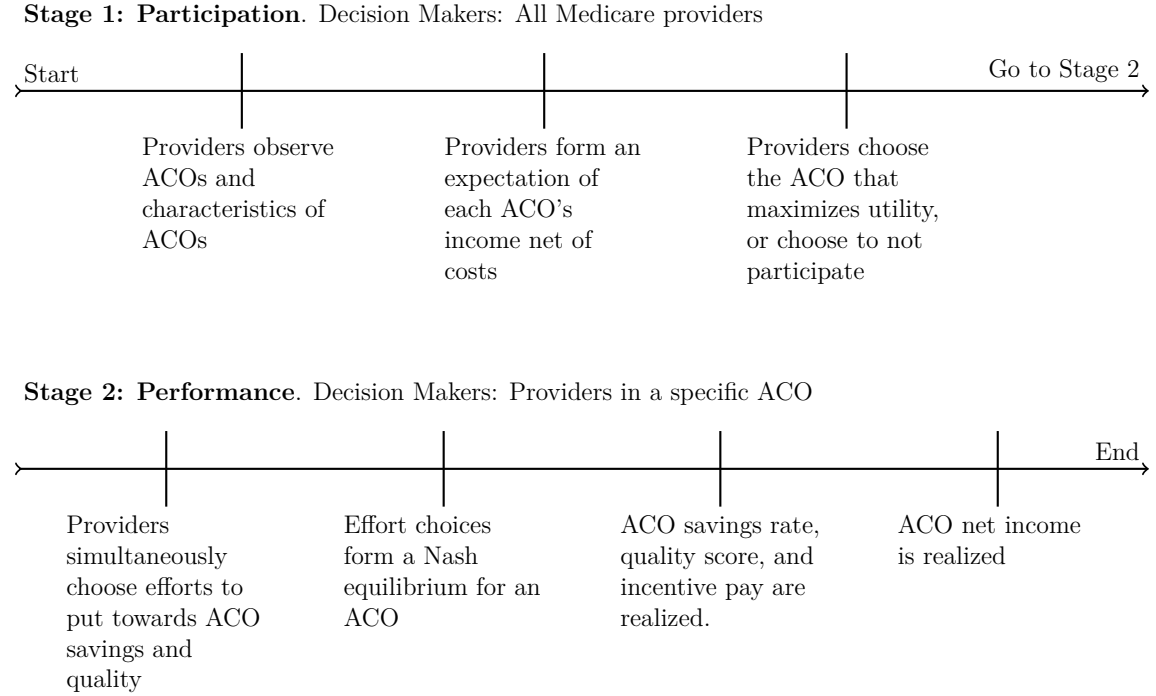 Stage 1: Participation. Decision Makers: All Medicare providers
Start
Go to Stage 2
Providers observe
ACOs and
characteristics of
ACOs
Providers form an
expectation of
each ACO's
income net of
costs
Providers choose
the ACO that
maximizes utility,
or choose to not
participate
Stage 2: Performance. Decision Makers: Providers in a specific ACO
End
Providers
simultaneously
choose efforts to
put towards ACO
savings and
quality
Effort choices
form a Nash
equilibrium for an
ACO
ACO savings rate,
quality score, and
incentive pay are
realized.
ACO net income
is realized